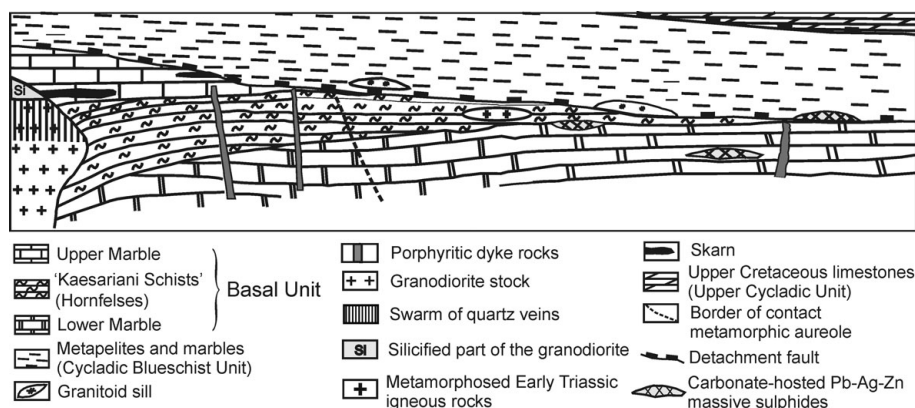 Si
Upper Marble
'Kaesariani Schists'
(Hornfelses)
Basal Unit
Lower Marble
Metapelites and marbles
(Cycladic Blueschist Unit)
Granitoid sill
Porphyritic dyke rocks
Granodiorite stock
Swarm of quartz veins
Si
Silicified part of the granodiorite
Metamorphosed Early Triassic
igneous rocks
Skarn
Upper Cretaceous limestones
(Upper Cycladic Unit)
Border of contact
metamorphic aureole
Detachment fault
Carbonate-hosted Pb-Ag-Zn
massive sulphides